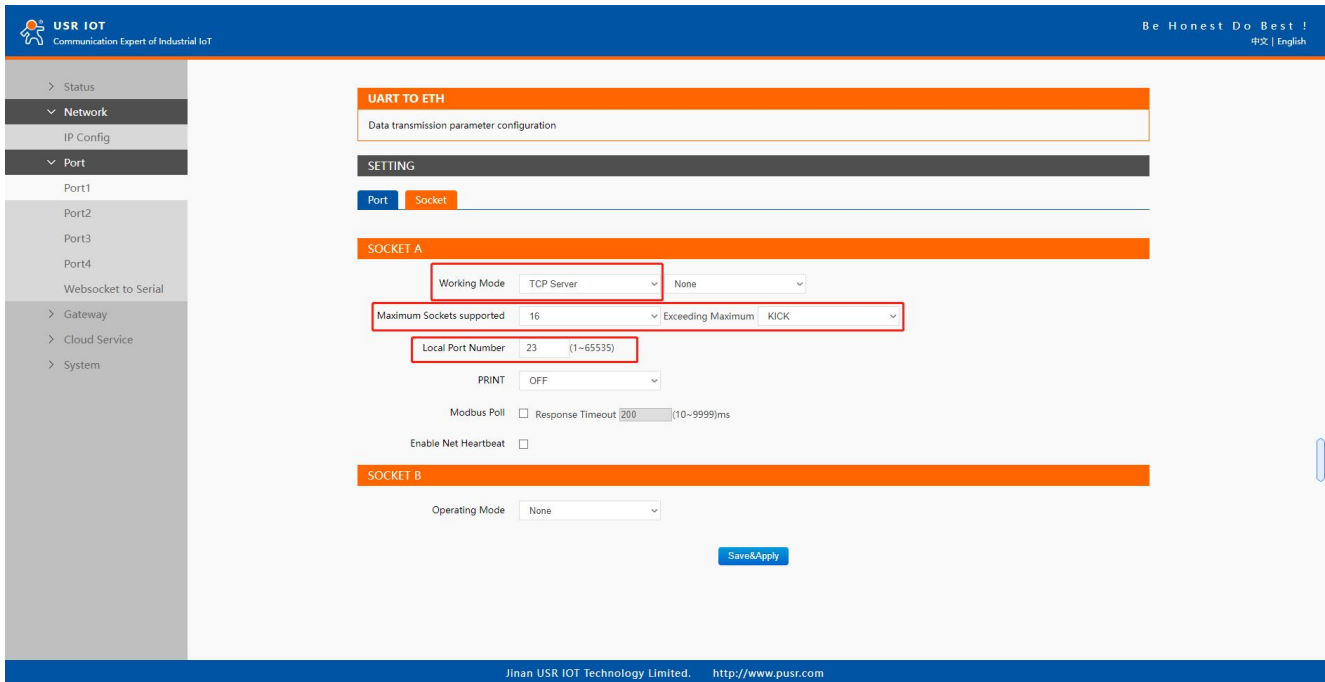 USR IOT
Communication Expert of Industrial IoT
Be Honest Do Best !
中文 | English
Status
Network
IP Config
Port
Port1
Port2
Port3
Port4
Websocket to Serial
Gateway
Cloud Service
System
UART TO ETH
Data transmission parameter configuration
SETTING
Port Socket
SOCKET A
Working Mode TCP Server None
Maximum Sockets supported 16 Exceeding Maximum KICK
Local Port Number 23 (1~65535)
PRINT OFF
Modbus Poll Response Timeout 200 (10~9999)ms
Enable Net Heartbeat
SOCKET B
Operating Mode None
Save&Apply
Jinan USR IOT Technology Limited. http://www.pusr.com